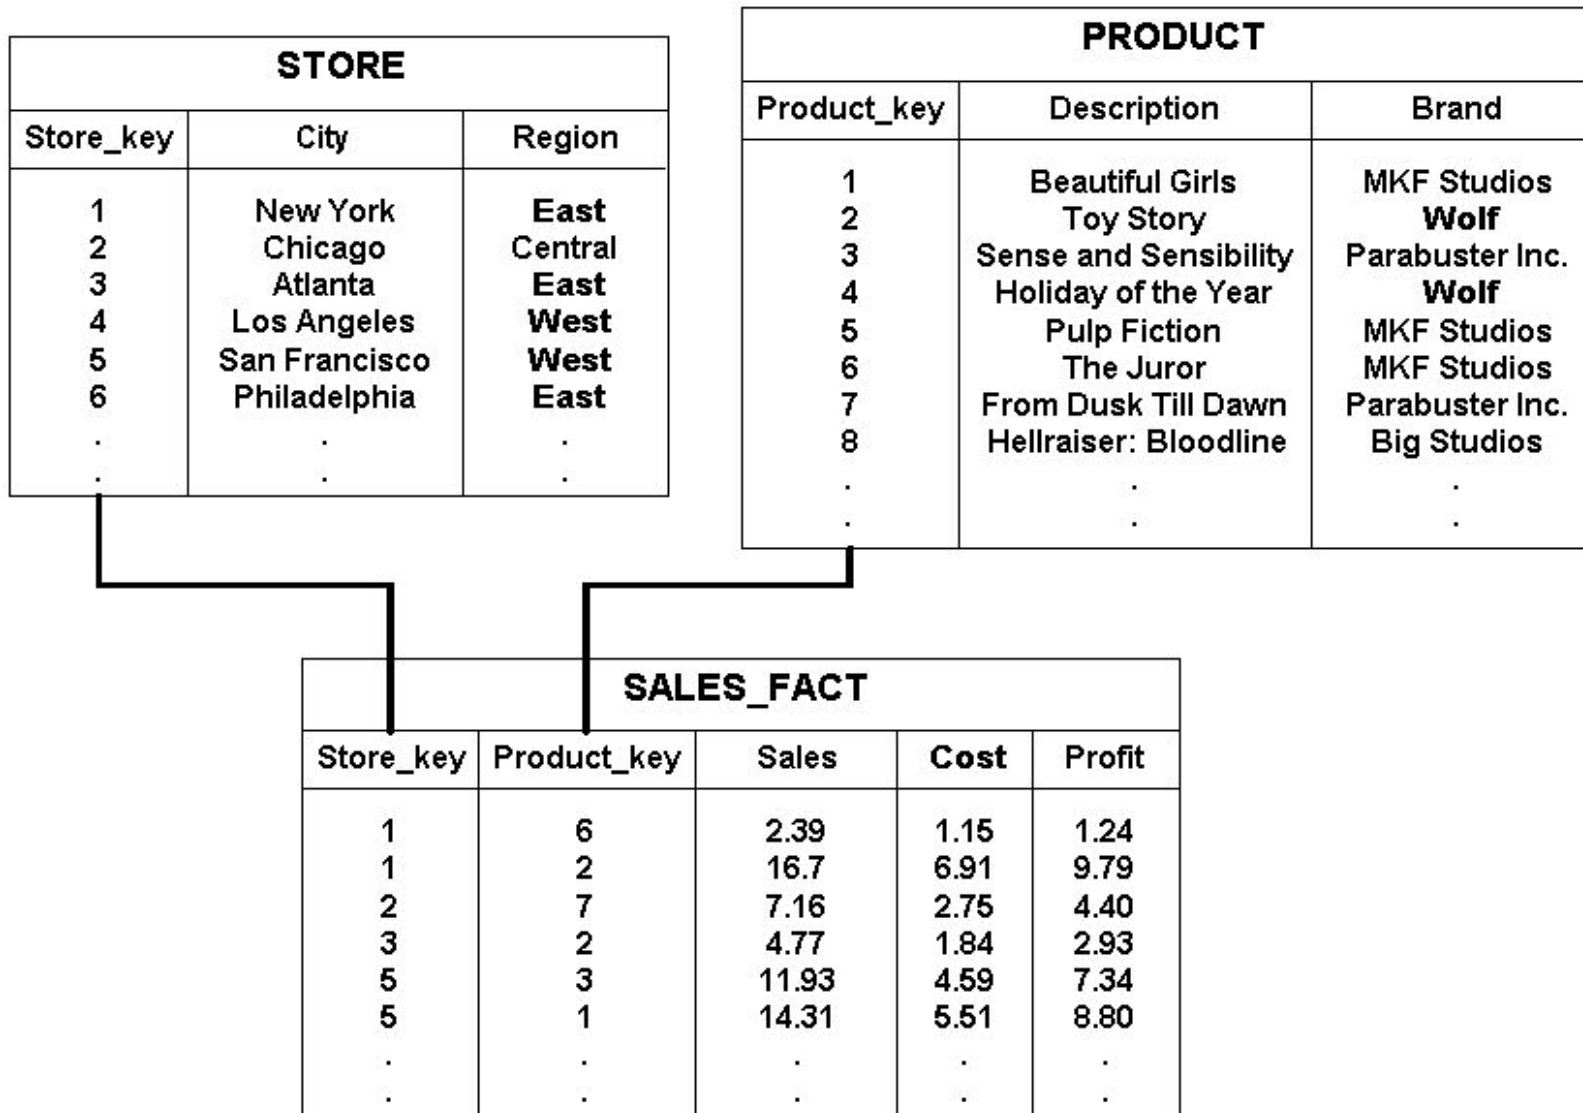 STORE
Store_key City Region
1 New York East
2 Chicago Central
3 Atlanta East
4 Los Angeles West
5 San Francisco West
6 Philadelphia East
. . .
. . .
PRODUCT
Product_key Description Brand
1 Beautiful Girls MKF Studios
2 Toy Story Wolf
3 Sense and Sensibility Parabuster Inc.
4 Holiday of the Year Wolf
5 Pulp Fiction MKF Studios
6 The Juror MKF Studios
7 From Dusk Till Dawn Parabuster Inc.
8 Hellraiser: Bloodline Big Studios
. . .
. . .
SALES_FACT
Store_key Product_key Sales Cost Profit
1 6 2.39 1.15 1.24
1 2 16.7 6.91 9.79
2 7 7.16 2.75 4.40
3 2 4.77 1.84 2.93
5 3 11.93 4.59 7.34
5 1 14.31 5.51 8.80
. . . . .
. . . . .